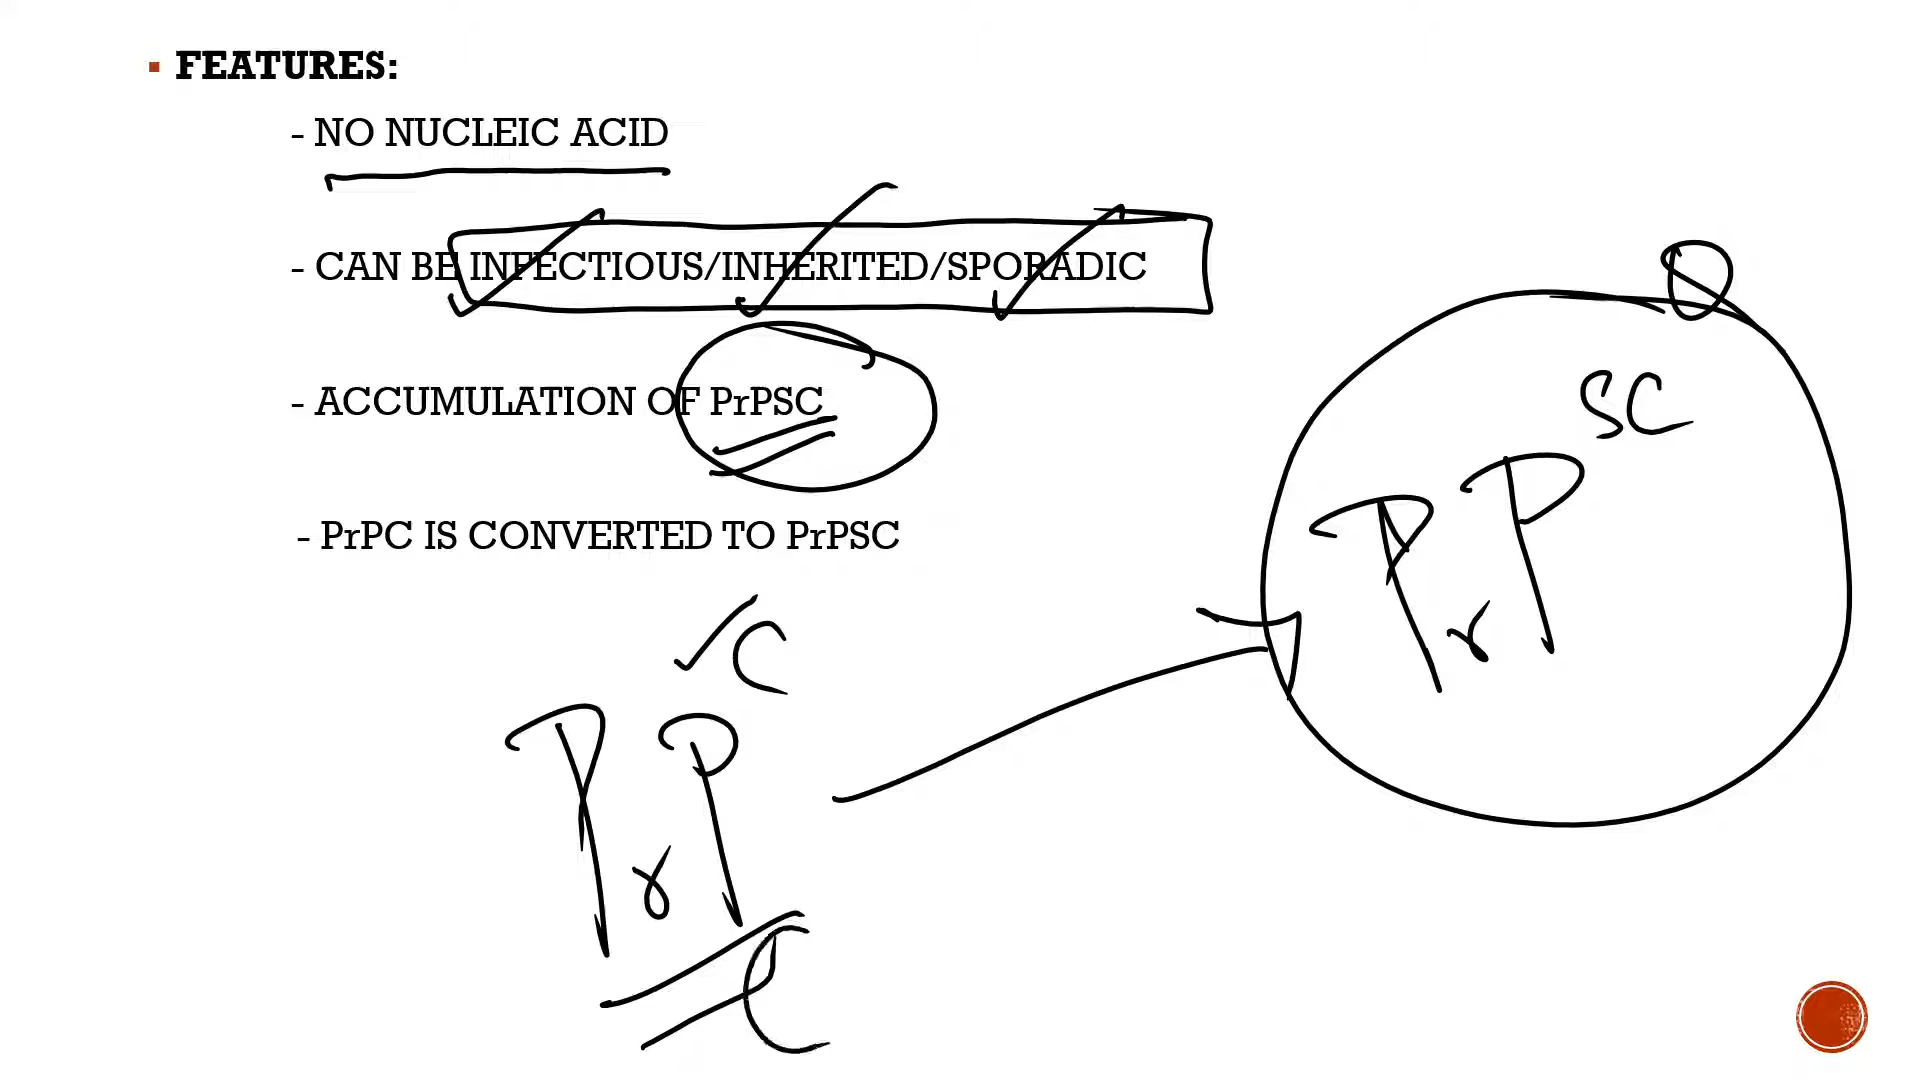 FEATURES:
- NO NUCLEIC ACID
- CAN BE INFECTIOUS/INHERITED/SPORADIC
- ACCUMULATION OF PrPSC
- PrPC IS CONVERTED TO PrPSC
PrP SC
PrP C
C